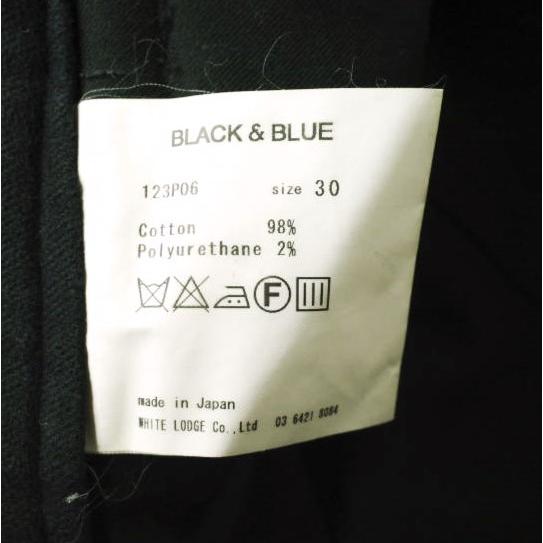 BLACK & BLUE
123P06 size 30
Cotton 98%
Polyurethane 2%
F
made in Japan
WHITE LODGE Co.,Ltd 03 6421 8084